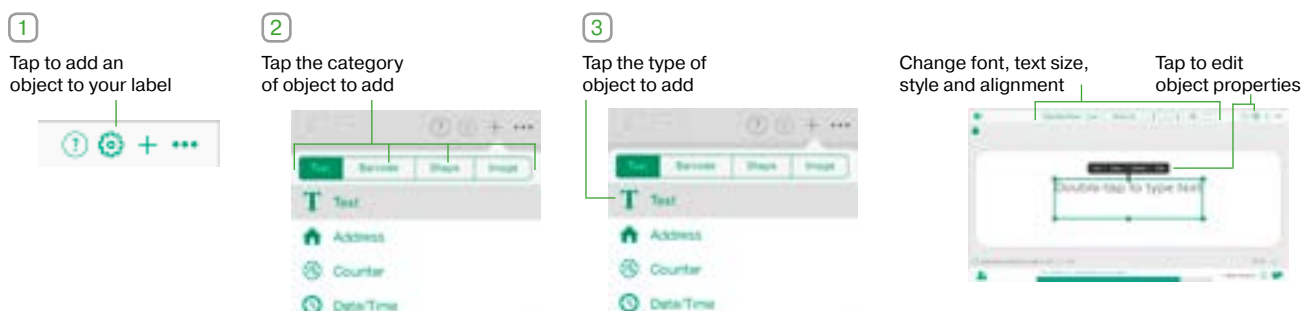 1
Tap to add an
object to your label
2
Tap the category
of object to add
Text Barcode Shape Image
Text
Address
Counter
Date/Time
3
Tap the type of
object to add
Text Barcode Shape Image
Text
Address
Counter
Date/Time
Change font, text size,
style and alignment
Tap to edit
object properties
Double-tap to type text